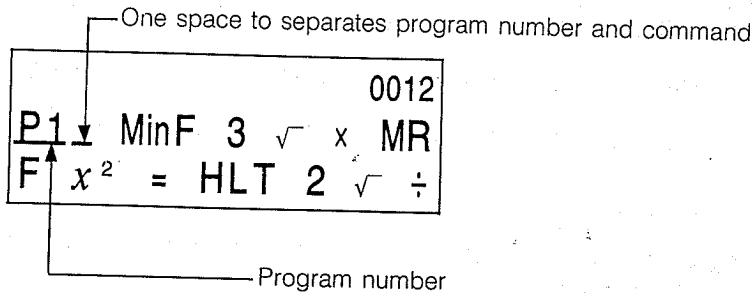 One space to separates program number and command
0012
P1 MinF 3 √ x MR
F x² = HLT 2 √ ÷
Program number